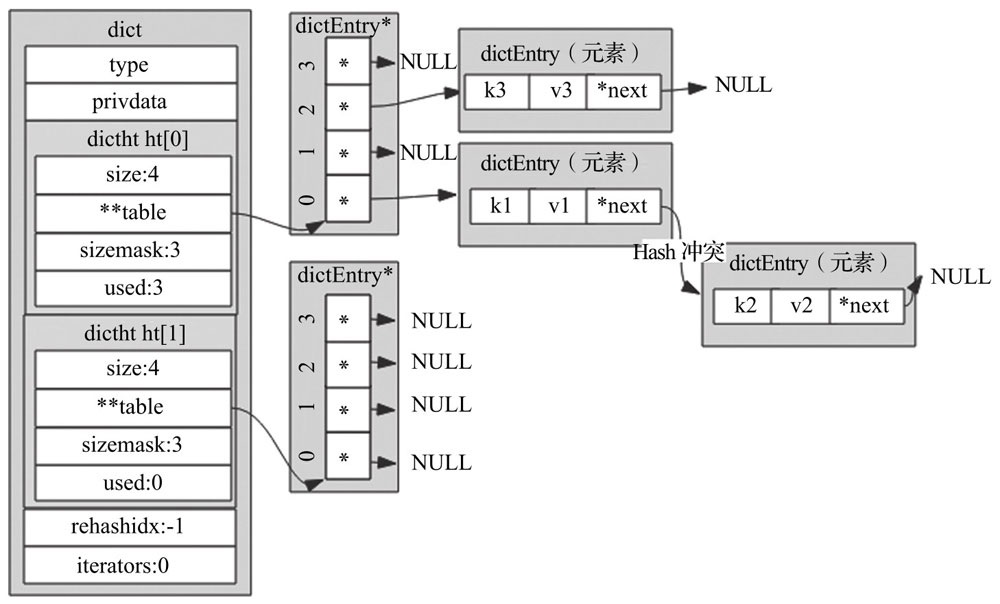 dict
type
privdata
dictht ht[0]
size:4
**table
sizemask:3
used:3
dictht ht[1]
size:4
**table
sizemask:3
used:0
rehashidx:-1
iterators:0
dictEntry*
3 * NULL
2 *
1 * NULL
0 *
dictEntry（元素）
k3 v3 *next NULL
dictEntry（元素）
k1 v1 *next
Hash 冲突
dictEntry（元素）
k2 v2 *next NULL
dictEntry*
3 * NULL
2 * NULL
1 * NULL
0 * NULL